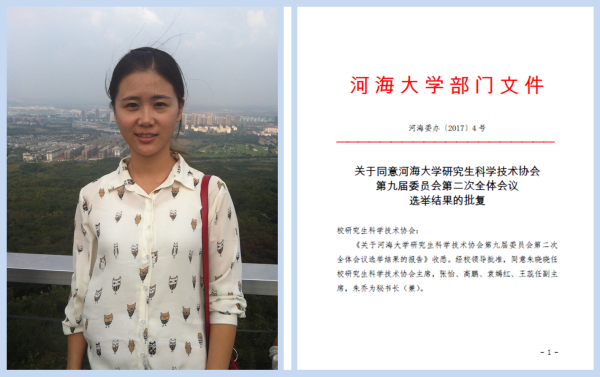 河海大学部门文件
河海委办〔2017〕4号
关于同意河海大学研究生科学技术协会
第九届委员会第二次全体会议
选举结果的批复
校研究生科学技术协会：
《关于河海大学研究生科学技术协会第九届委员会第二次
全体会议选举结果的报告》收悉。经校领导批准，同意朱晓晓任
校研究生科学技术协会主席，张怡、高鹏、袁嫣红、王蕊任副主
席，朱乔为秘书长（兼）。
- 1 -